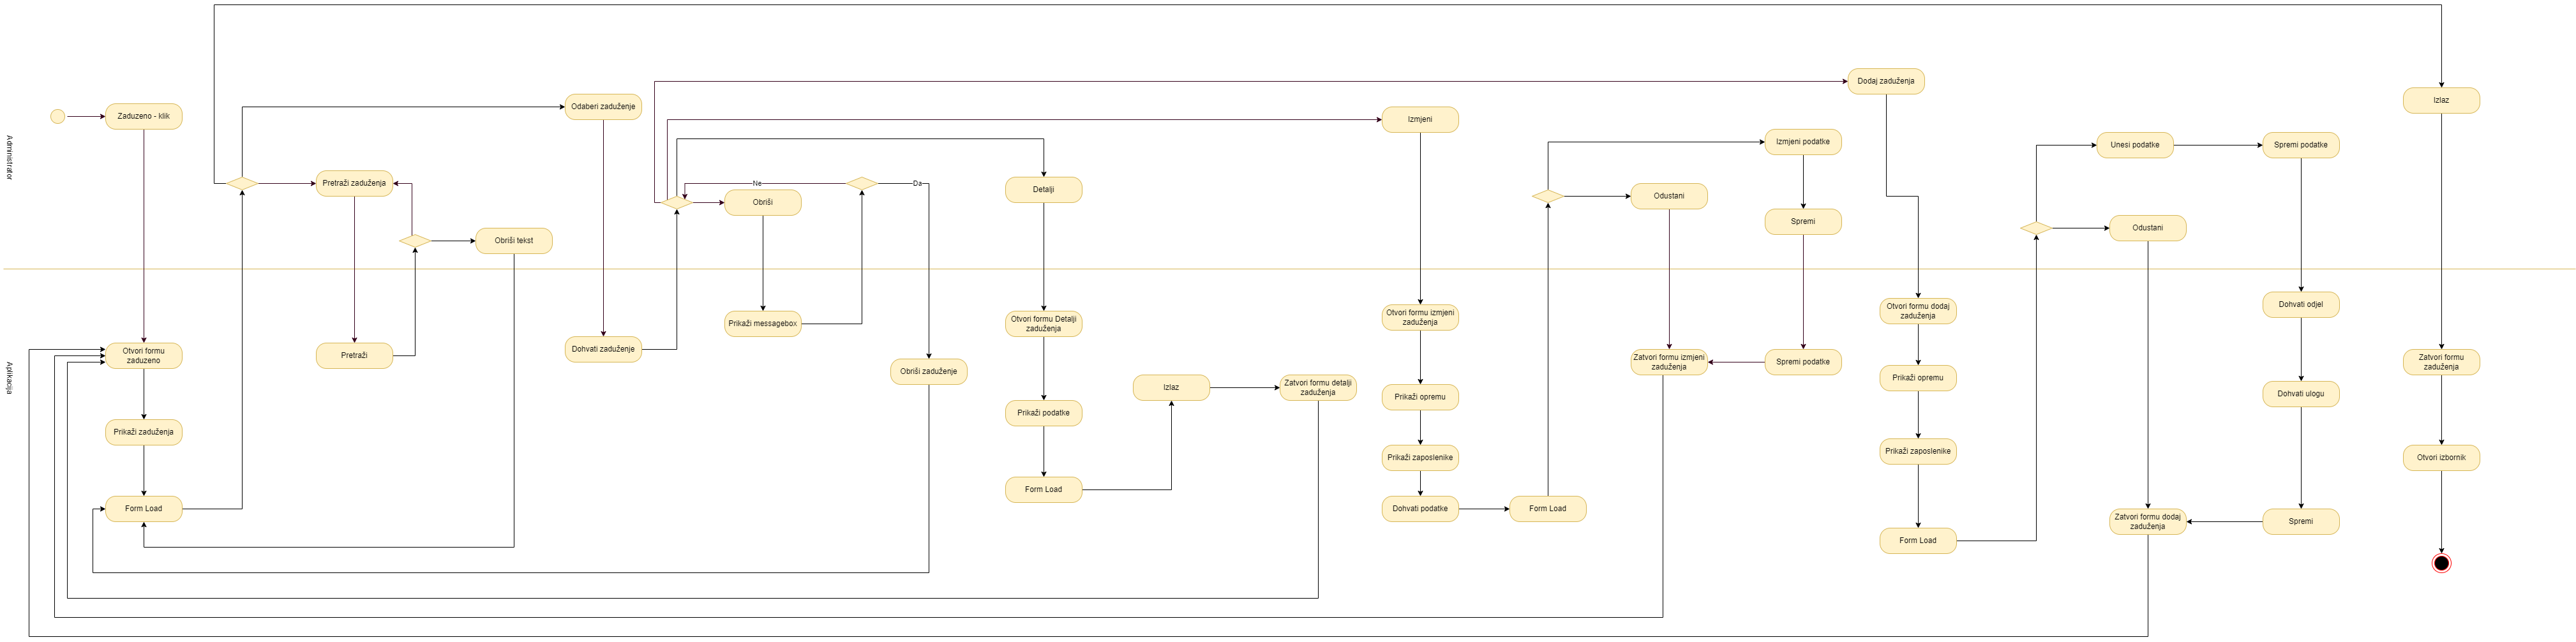 Dodaj zaduženja
Izlaz
Odaberi zaduženje
Zaduzeno - klik
Izmjeni
Izmjeni podatke
Unesi podatke
Spremi podatke
Administrator
Pretraži zaduženja
Ne
Da
Detalji
Obriši
Odustani
Spremi
Odustani
Obriši tekst
Dohvati odjel
Otvori formu dodaj
zaduženja
Otvori formu izmjeni
zaduženja
Otvori formu Detalji
zaduženja
Prikaži messagebox
Dohvati zaduženje
Otvori formu
zaduzeno
Pretraži
Zatvori formu izmjeni
zaduženja
Spremi podatke
Zatvori formu
zaduženja
Aplikacija
Obriši zaduženje
Prikaži opremu
Izlaz
Zatvori formu detalji
zaduženja
Dohvati ulogu
Prikaži opremu
Prikaži podatke
Prikaži zaduženja
Prikaži zaposlenike
Prikaži zaposlenike
Otvori izbornik
Form Load
Form Load
Dohvati podatke
Form Load
Zatvori formu dodaj
zaduženja
Spremi
Form Load